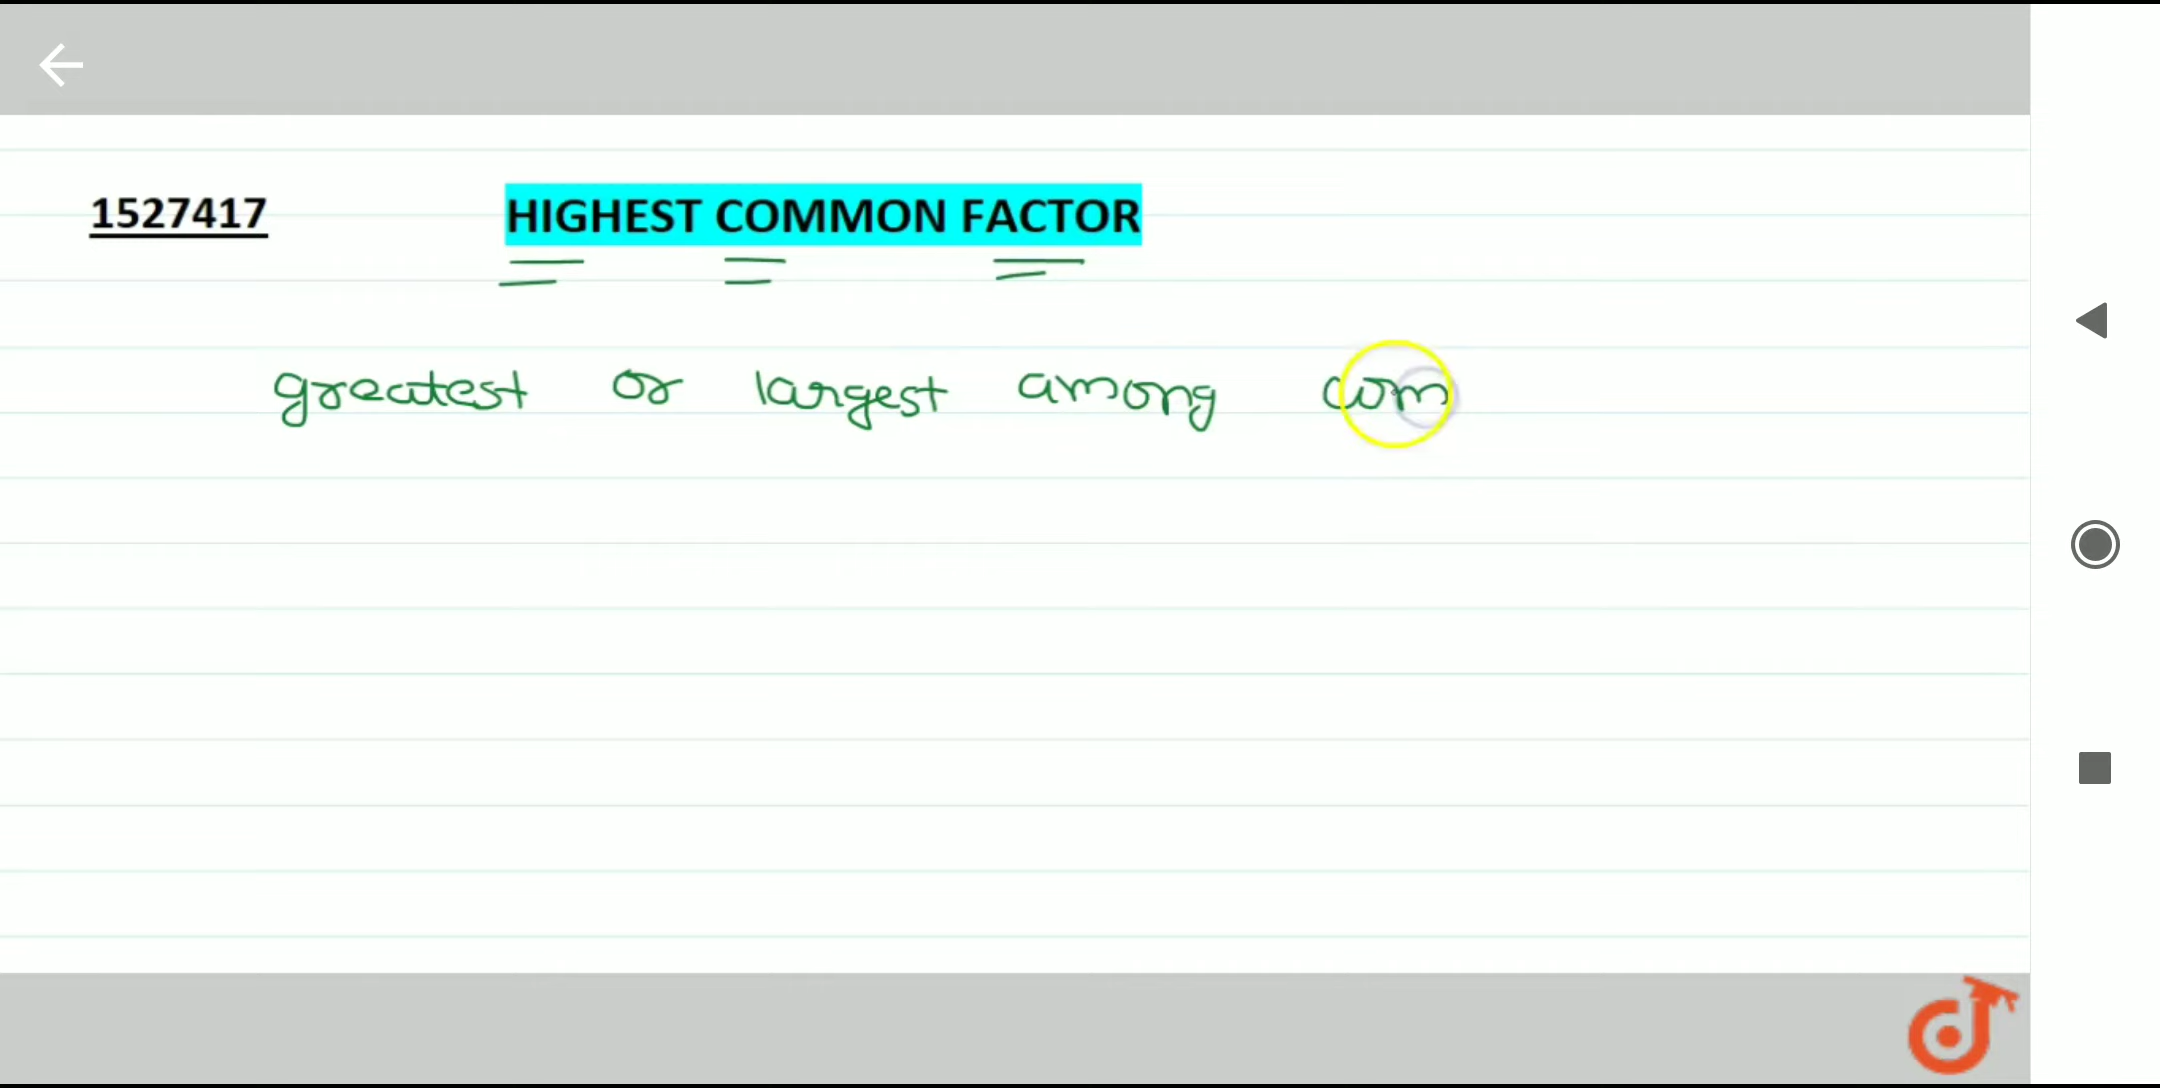 1527417 HIGHEST COMMON FACTOR
greatest or largest among com